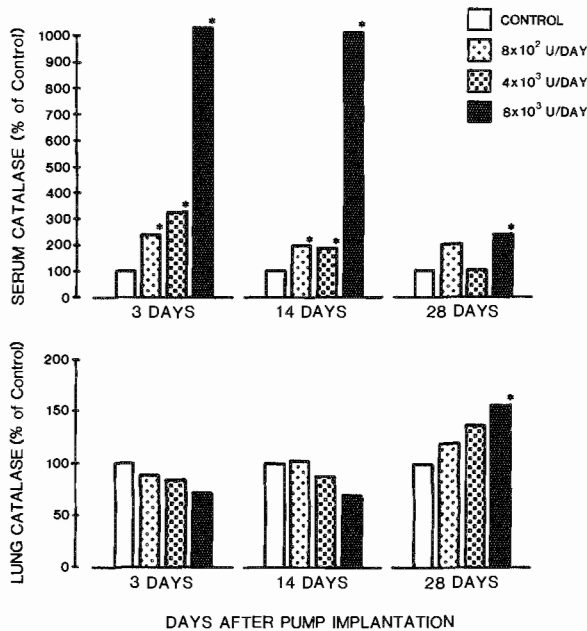 CONTROL
8x10² U/DAY
4x10³ U/DAY
8x10³ U/DAY
SERUM CATALASE (% of Control)
1000
900
800
700
600
500
400
300
200
100
0
* * *
* * *
*
3 DAYS 14 DAYS 28 DAYS
LUNG CATALASE (% of Control)
200
150
100
50
0
*
3 DAYS 14 DAYS 28 DAYS
DAYS AFTER PUMP IMPLANTATION